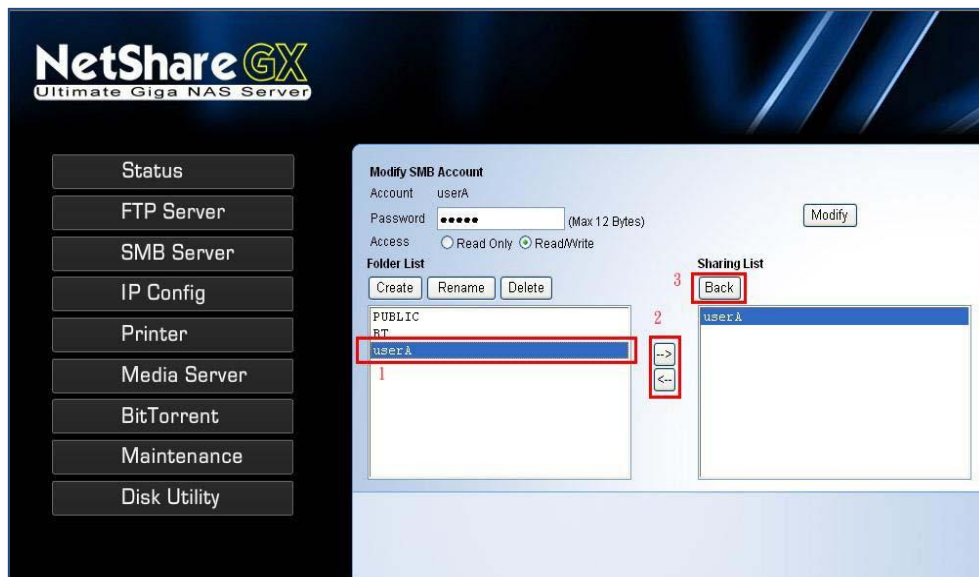 NetShare GX
Ultimate Giga NAS Server
Status
FTP Server
SMB Server
IP Config
Printer
Media Server
BitTorrent
Maintenance
Disk Utility
Modify SMB Account
Account userA
Password ●●●●● (Max 12 Bytes) Modify
Access Read Only Read/Write
Folder List
Create Rename Delete
PUBLIC
BT
userA
1
2
--> 
<--
Sharing List
3 Back
userA